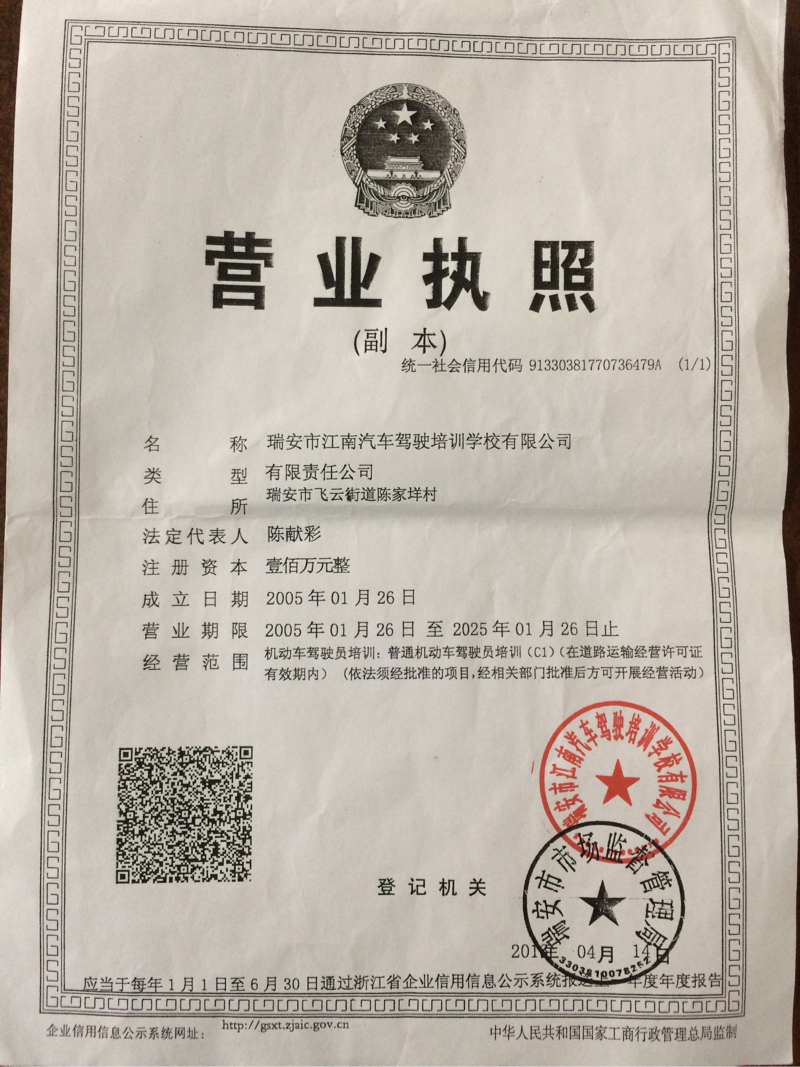 营业执照
(副 本)
统一社会信用代码 91330381770736479A (1/1)
名 称 瑞安市江南汽车驾驶培训学校有限公司
类 型 有限责任公司
住 所 瑞安市飞云街道陈家垟村
法定代表人 陈献彩
注册资本 壹佰万元整
成立日期 2005年01月26日
营业期限 2005年01月26日 至 2025年01月26日止
经营范围 机动车驾驶员培训：普通机动车驾驶员培训(C1)(在道路运输经营许可证
有效期内) (依法须经批准的项目,经相关部门批准后方可开展经营活动)
瑞安市江南汽车驾驶培训学校有限公司
瑞安市市场监督管理局
登记机关
04月 14日
应当于每年1月1日至6月30日通过浙江省企业信用信息公示系统报送上一年度年度报告
企业信用信息公示系统网址： http://gsxt.zjaic.gov.cn
中华人民共和国国家工商行政管理总局监制